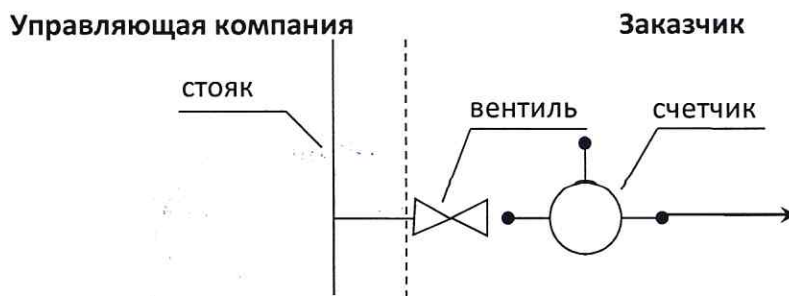 Управляющая компания
Заказчик
стояк
вентиль
счетчик